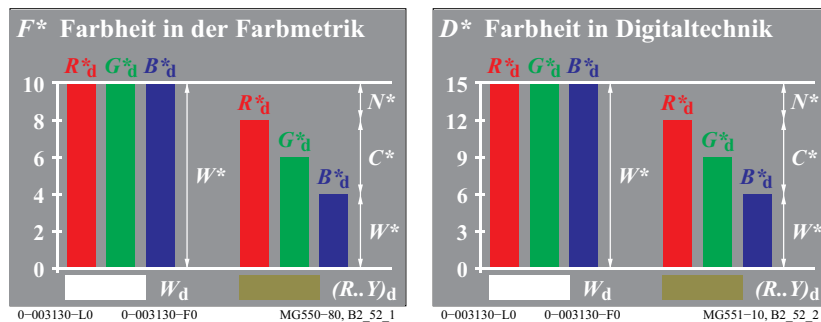 F* Farbheit in der Farbmetrik
R*d G*d B*d
10
8
6
4
2
0
W*
R*d
G*d
B*d
N*
C*
W*
Wd
(R..Y)d
0-003130-L0
0-003130-F0
MG550-80, B2_52_1
D* Farbheit in Digitaltechnik
R*d G*d B*d
15
12
9
6
3
0
W*
R*d
G*d
B*d
N*
C*
W*
Wd
(R..Y)d
0-003130-L0
0-003130-F0
MG551-10, B2_52_2